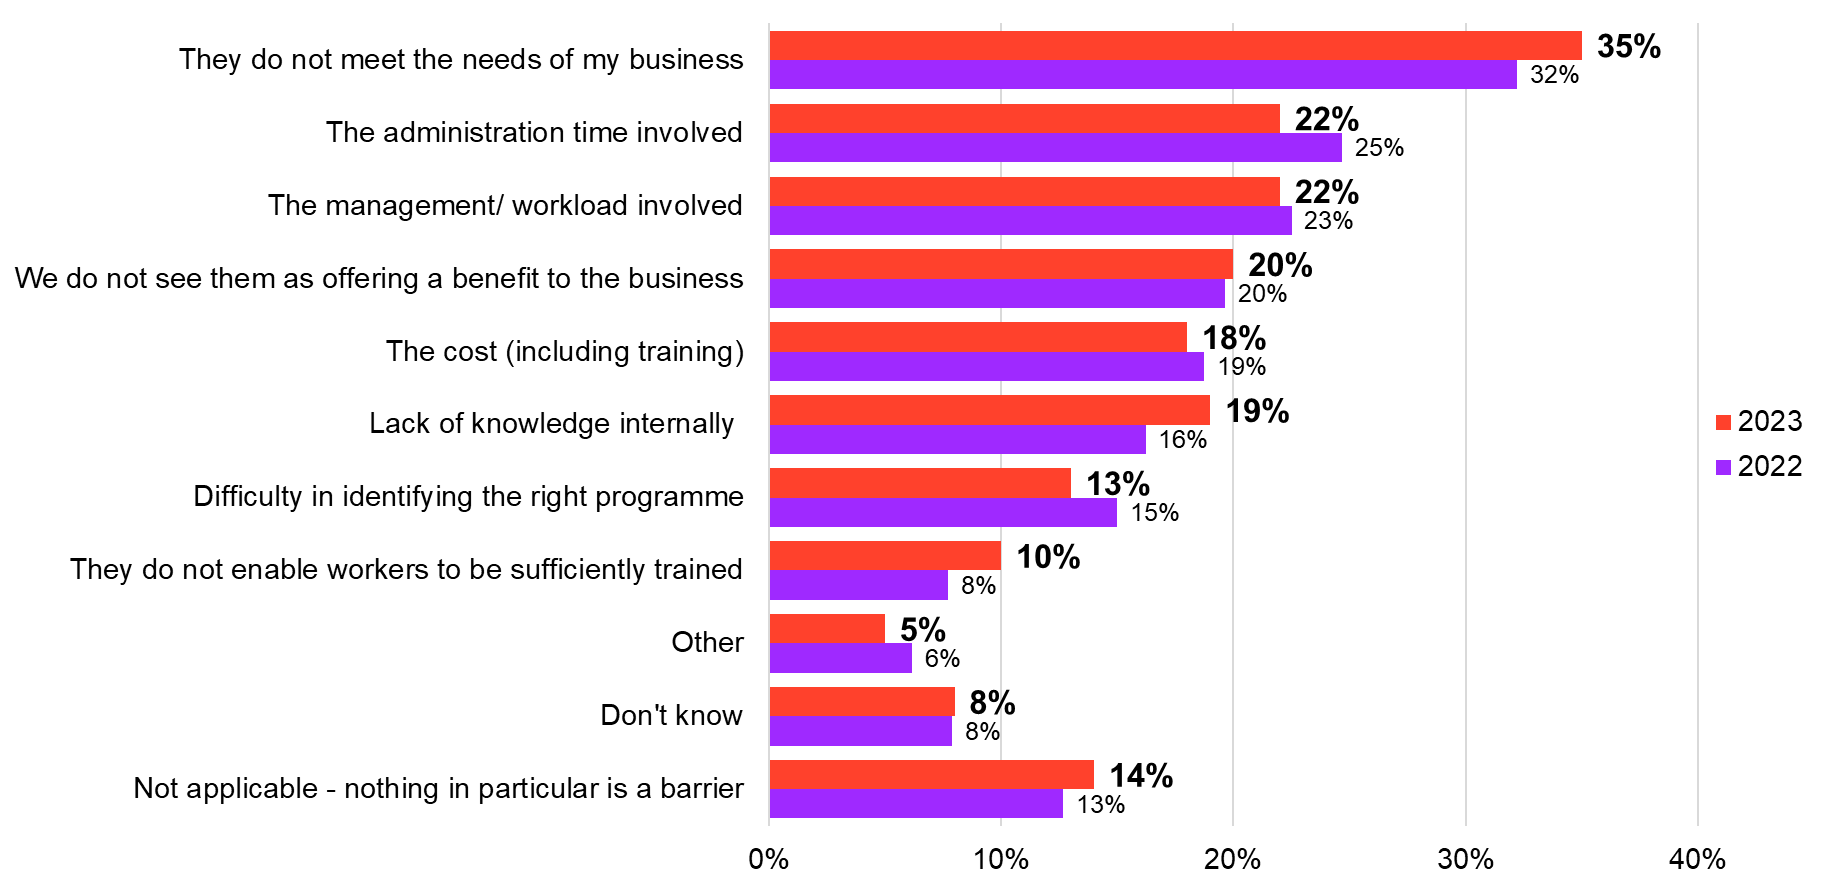 They do not meet the needs of my business
35%
32%
The administration time involved
22%
25%
The management/ workload involved
22%
23%
We do not see them as offering a benefit to the business
20%
20%
The cost (including training)
18%
19%
Lack of knowledge internally
19%
16%
Difficulty in identifying the right programme
13%
15%
They do not enable workers to be sufficiently trained
10%
8%
Other
5%
6%
Don't know
8%
8%
Not applicable - nothing in particular is a barrier
14%
13%
0% 10% 20% 30% 40%
2023
2022